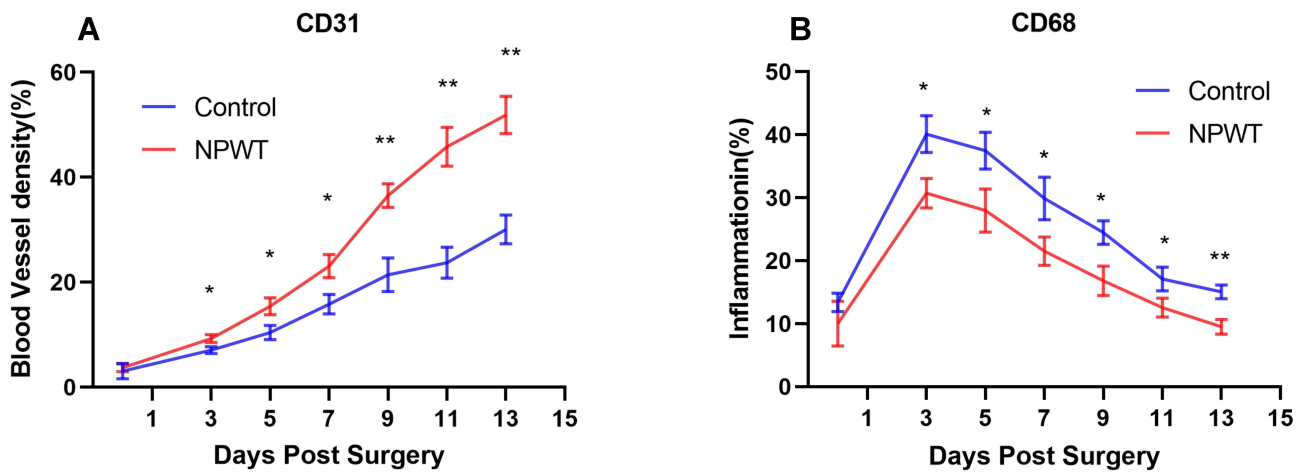 A
CD31
Blood Vessel density(%)
60
40
20
0
Control
NPWT
*
*
*
**
**
**
1 3 5 7 9 11 13 15
Days Post Surgery
B
CD68
Inflammationin(%)
50
40
30
20
10
0
Control
NPWT
*
*
*
*
*
**
1 3 5 7 9 11 13 15
Days Post Surgery